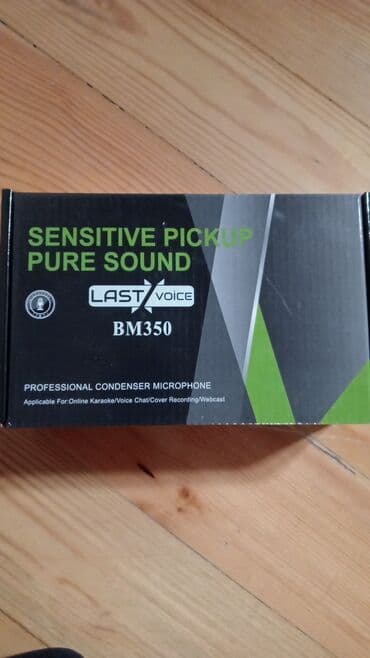 SENSITIVE PICKUP
PURE SOUND
LAST VOICE
BM350
PROFESSIONAL CONDENSER MICROPHONE
Applicable For:Online Karaoke/Voice Chat/Cover Recording/Webcast